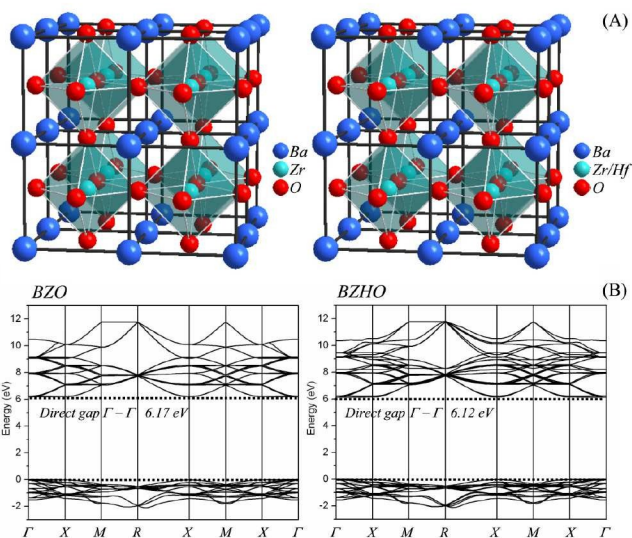 (A)
Ba
Zr
O
Ba
Zr/Hf
O
(B)
BZO
BZHO
Energy (eV)
12
10
8
6
4
2
0
-2
Direct gap Γ – Γ 6.17 eV
Γ X M R X M X Γ
Energy (eV)
12
10
8
6
4
2
0
-2
Direct gap Γ – Γ 6.12 eV
Γ X M R X M X Γ